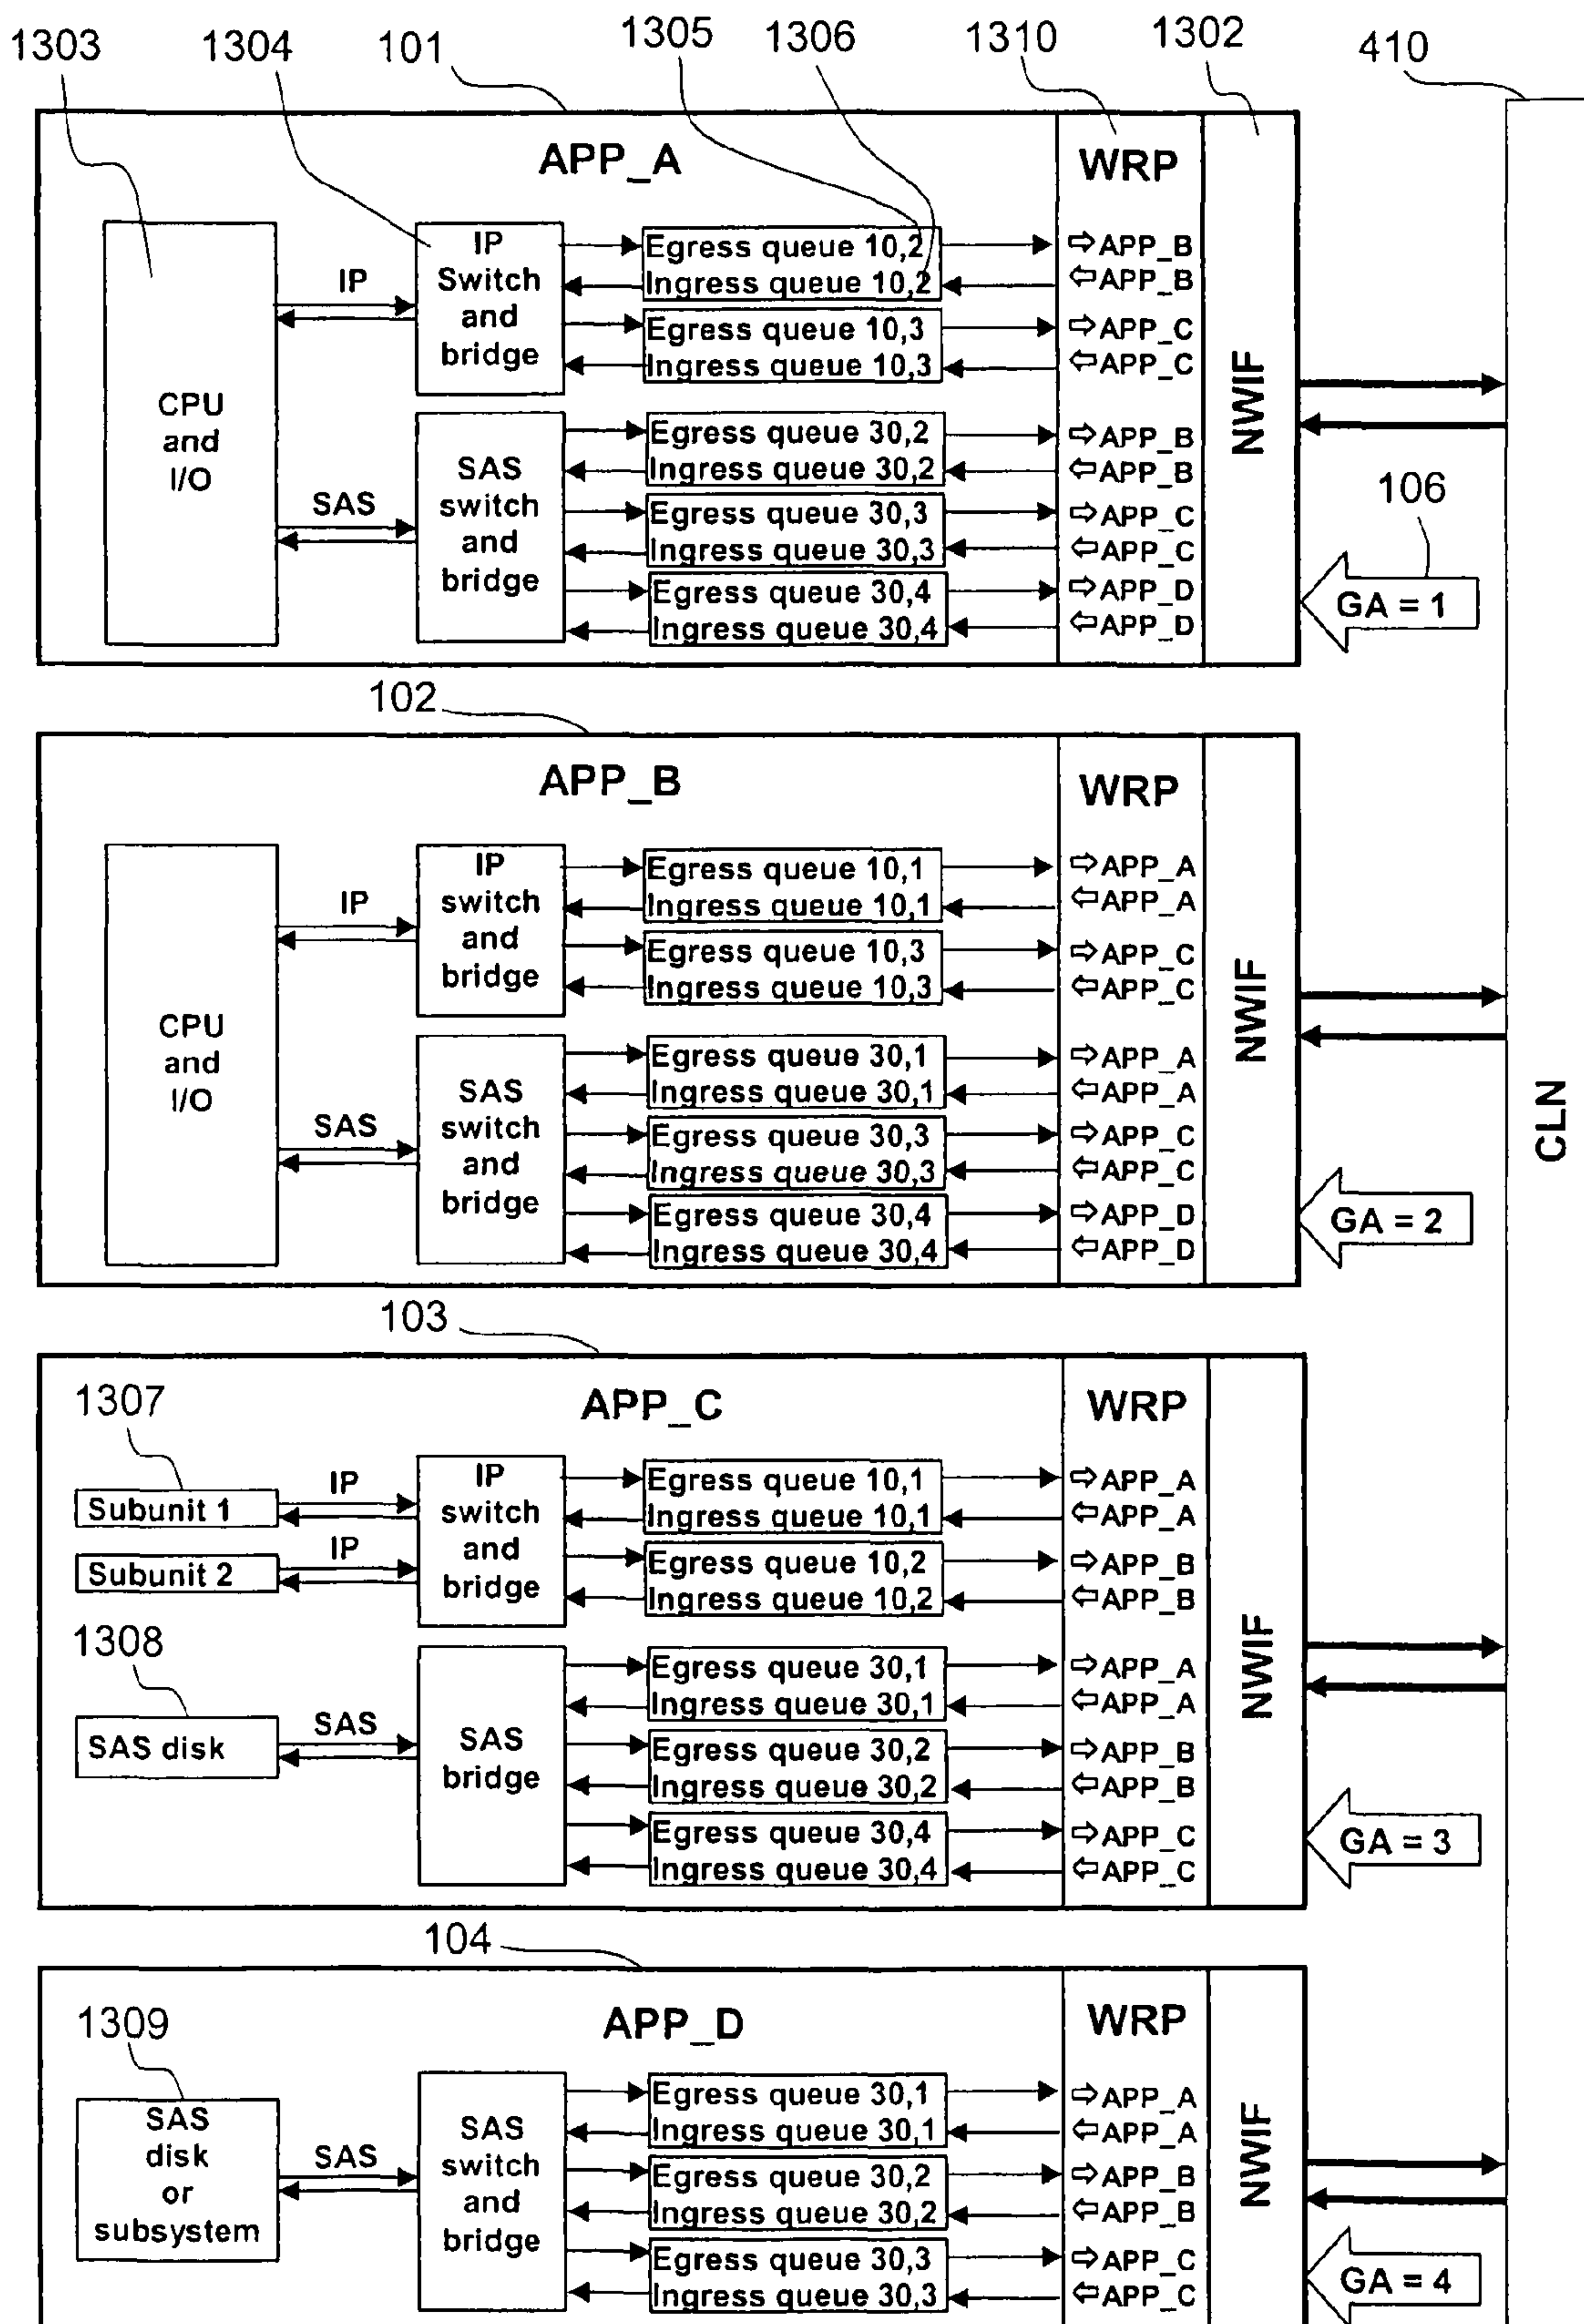 1303
1304
101
1305
1306
1310
1302
410
APP_A
WRP
NWIF
CPU
and
I/O
IP
SAS
IP
Switch
and
bridge
SAS
switch
and
bridge
Egress queue 10,2
Ingress queue 10,2
Egress queue 10,3
Ingress queue 10,3
Egress queue 30,2
Ingress queue 30,2
Egress queue 30,3
Ingress queue 30,3
Egress queue 30,4
Ingress queue 30,4
⇨APP_B
⇦APP_B
⇨APP_C
⇦APP_C
⇨APP_B
⇦APP_B
⇨APP_C
⇦APP_C
⇨APP_D
⇦APP_D
106
GA = 1
102
APP_B
WRP
NWIF
CPU
and
I/O
IP
SAS
IP
switch
and
bridge
SAS
switch
and
bridge
Egress queue 10,1
Ingress queue 10,1
Egress queue 10,3
Ingress queue 10,3
Egress queue 30,1
Ingress queue 30,1
Egress queue 30,3
Ingress queue 30,3
Egress queue 30,4
Ingress queue 30,4
⇨APP_A
⇦APP_A
⇨APP_C
⇦APP_C
⇨APP_A
⇦APP_A
⇨APP_C
⇦APP_C
⇨APP_D
⇦APP_D
GA = 2
CLN
103
APP_C
WRP
NWIF
1307
Subunit 1
Subunit 2
1308
SAS disk
IP
IP
SAS
IP
switch
and
bridge
SAS
bridge
Egress queue 10,1
Ingress queue 10,1
Egress queue 10,2
Ingress queue 10,2
Egress queue 30,1
Ingress queue 30,1
Egress queue 30,2
Ingress queue 30,2
Egress queue 30,4
Ingress queue 30,4
⇨APP_A
⇦APP_A
⇨APP_B
⇦APP_B
⇨APP_A
⇦APP_A
⇨APP_B
⇦APP_B
⇨APP_C
⇦APP_C
GA = 3
104
APP_D
WRP
NWIF
1309
SAS
disk
or
subsystem
SAS
SAS
switch
and
bridge
Egress queue 30,1
Ingress queue 30,1
Egress queue 30,2
Ingress queue 30,2
Egress queue 30,3
Ingress queue 30,3
⇨APP_A
⇦APP_A
⇨APP_B
⇦APP_B
⇨APP_C
⇦APP_C
GA = 4